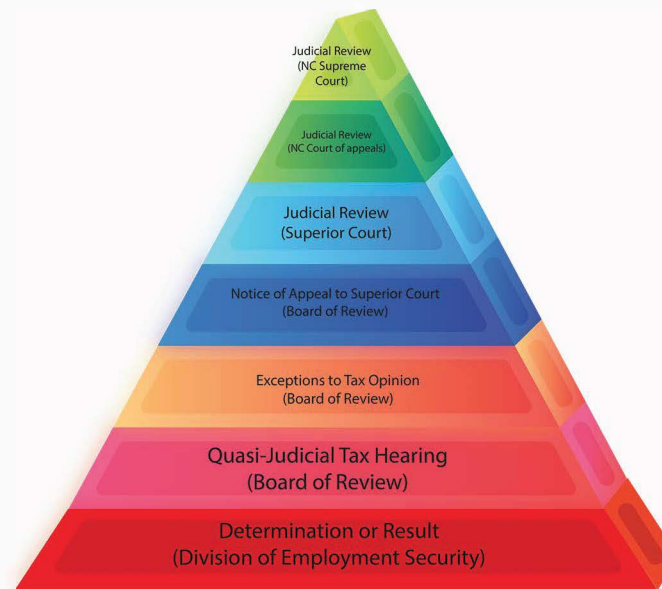 Judicial Review
(NC Supreme
Court)
Judicial Review
(NC Court of appeals)
Judicial Review
(Superior Court)
Notice of Appeal to Superior Court
(Board of Review)
Exceptions to Tax Opinion
(Board of Review)
Quasi-Judicial Tax Hearing
(Board of Review)
Determination or Result
(Division of Employment Security)